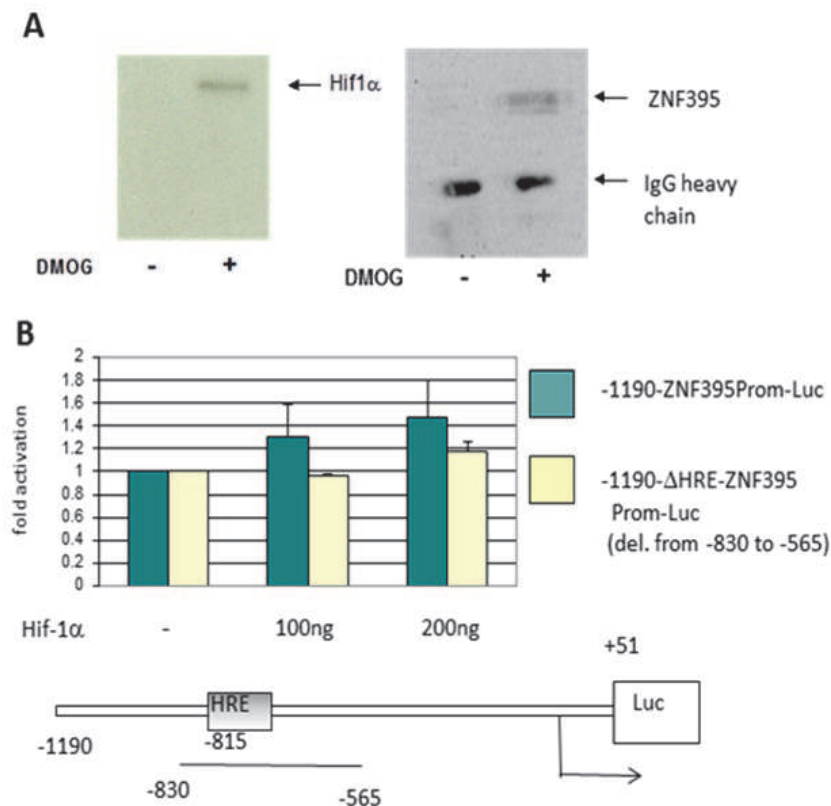 A
Hif1α
ZNF395
IgG heavy
chain
DMOG - +
DMOG - +
B
2
1.8
1.6
1.4
1.2
1
0.8
0.6
0.4
0.2
0
fold activation
-1190-ZNF395Prom-Luc
-1190-ΔHRE-ZNF395
Prom-Luc
(del. from -830 to -565)
Hif-1α - 100ng 200ng
+51
HRE
Luc
-1190
-815
-830
-565